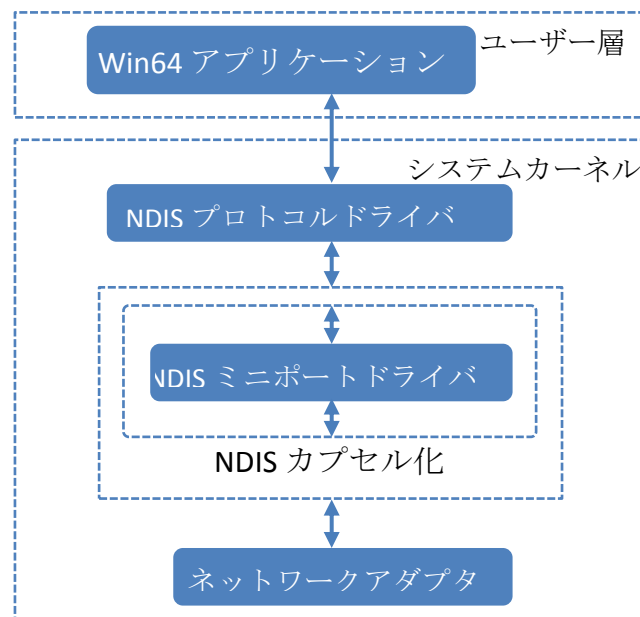 Win64 アプリケーション
ユーザー層
システムカーネル
NDIS プロトコルドライバ
NDIS ミニポートドライバ
NDIS カプセル化
ネットワークアダプタ